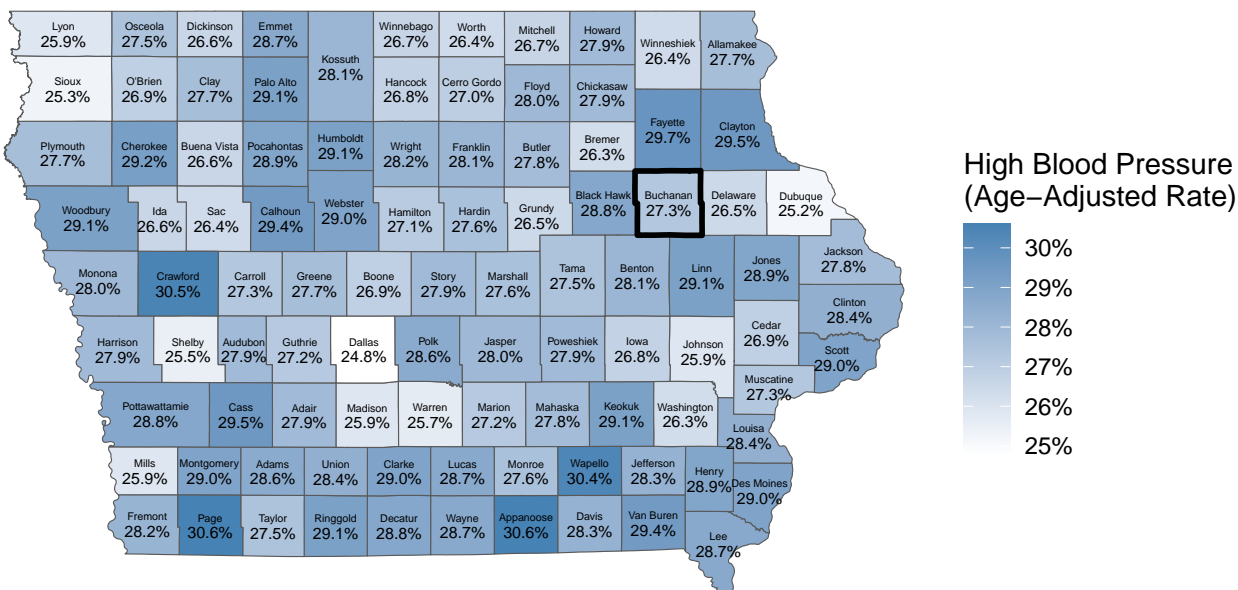 Lyon
25.9%
Osceola
27.5%
Dickinson
26.6%
Emmet
28.7%
Kossuth
28.1%
Winnebago
26.7%
Worth
26.4%
Mitchell
26.7%
Howard
27.9%
Winneshiek
26.4%
Allamakee
27.7%
Sioux
25.3%
O'Brien
26.9%
Clay
27.7%
Palo Alto
29.1%
Hancock
26.8%
Cerro Gordo
27.0%
Floyd
28.0%
Chickasaw
27.9%
Fayette
29.7%
Clayton
29.5%
Plymouth
27.7%
Cherokee
29.2%
Buena Vista
26.6%
Pocahontas
28.9%
Humboldt
29.1%
Wright
28.2%
Franklin
28.1%
Butler
27.8%
Bremer
26.3%
Woodbury
29.1%
Ida
26.6%
Sac
26.4%
Calhoun
29.4%
Webster
29.0%
Hamilton
27.1%
Hardin
27.6%
Grundy
26.5%
Black Hawk
28.8%
Buchanan
27.3%
Delaware
26.5%
Dubuque
25.2%
Monona
28.0%
Crawford
30.5%
Carroll
27.3%
Greene
27.7%
Boone
26.9%
Story
27.9%
Marshall
27.6%
Tama
27.5%
Benton
28.1%
Linn
29.1%
Jones
28.9%
Jackson
27.8%
Clinton
28.4%
Harrison
27.9%
Shelby
25.5%
Audubon
27.9%
Guthrie
27.2%
Dallas
24.8%
Polk
28.6%
Jasper
28.0%
Poweshiek
27.9%
Iowa
26.8%
Johnson
25.9%
Cedar
26.9%
Scott
29.0%
Muscatine
27.3%
Pottawattamie
28.8%
Cass
29.5%
Adair
27.9%
Madison
25.9%
Warren
25.7%
Marion
27.2%
Mahaska
27.8%
Keokuk
29.1%
Washington
26.3%
Louisa
28.4%
Mills
25.9%
Montgomery
29.0%
Adams
28.6%
Union
28.4%
Clarke
29.0%
Lucas
28.7%
Monroe
27.6%
Wapello
30.4%
Jefferson
28.3%
Henry
28.9%
Des Moines
29.0%
Fremont
28.2%
Page
30.6%
Taylor
27.5%
Ringgold
29.1%
Decatur
28.8%
Wayne
28.7%
Appanoose
30.6%
Davis
28.3%
Van Buren
29.4%
Lee
28.7%
High Blood Pressure
(Age−Adjusted Rate)
30%
29%
28%
27%
26%
25%